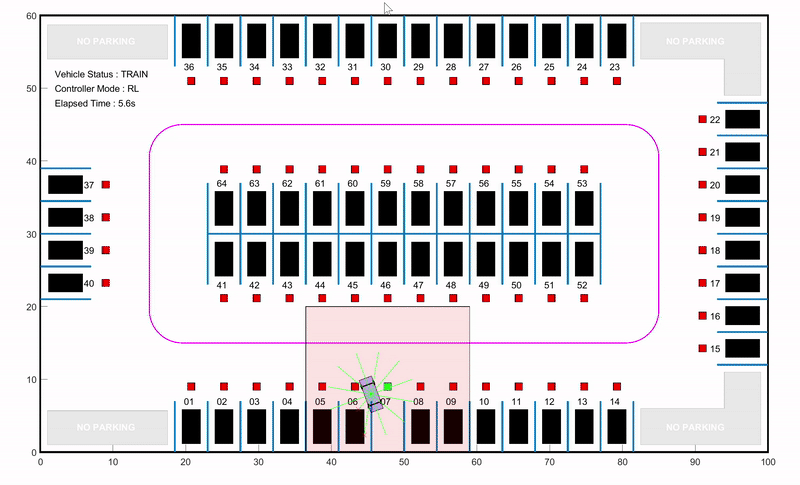 60
NO PARKING
NO PARKING
36 35 34 33 32 31 30 29 28 27 26 25 24 23
Vehicle Status : TRAIN
Controller Mode : RL
Elapsed Time : 5.6s
50
22
21
40
64 63 62 61 60 59 58 57 56 55 54 53
37
20
38
19
30
39
18
40
17
41 42 43 44 45 46 47 48 49 50 51 52
20
16
15
10
01 02 03 04 05 06 07 08 09 10 11 12 13 14
NO PARKING
NO PARKING
0
0 10 20 30 40 50 60 70 80 90 100